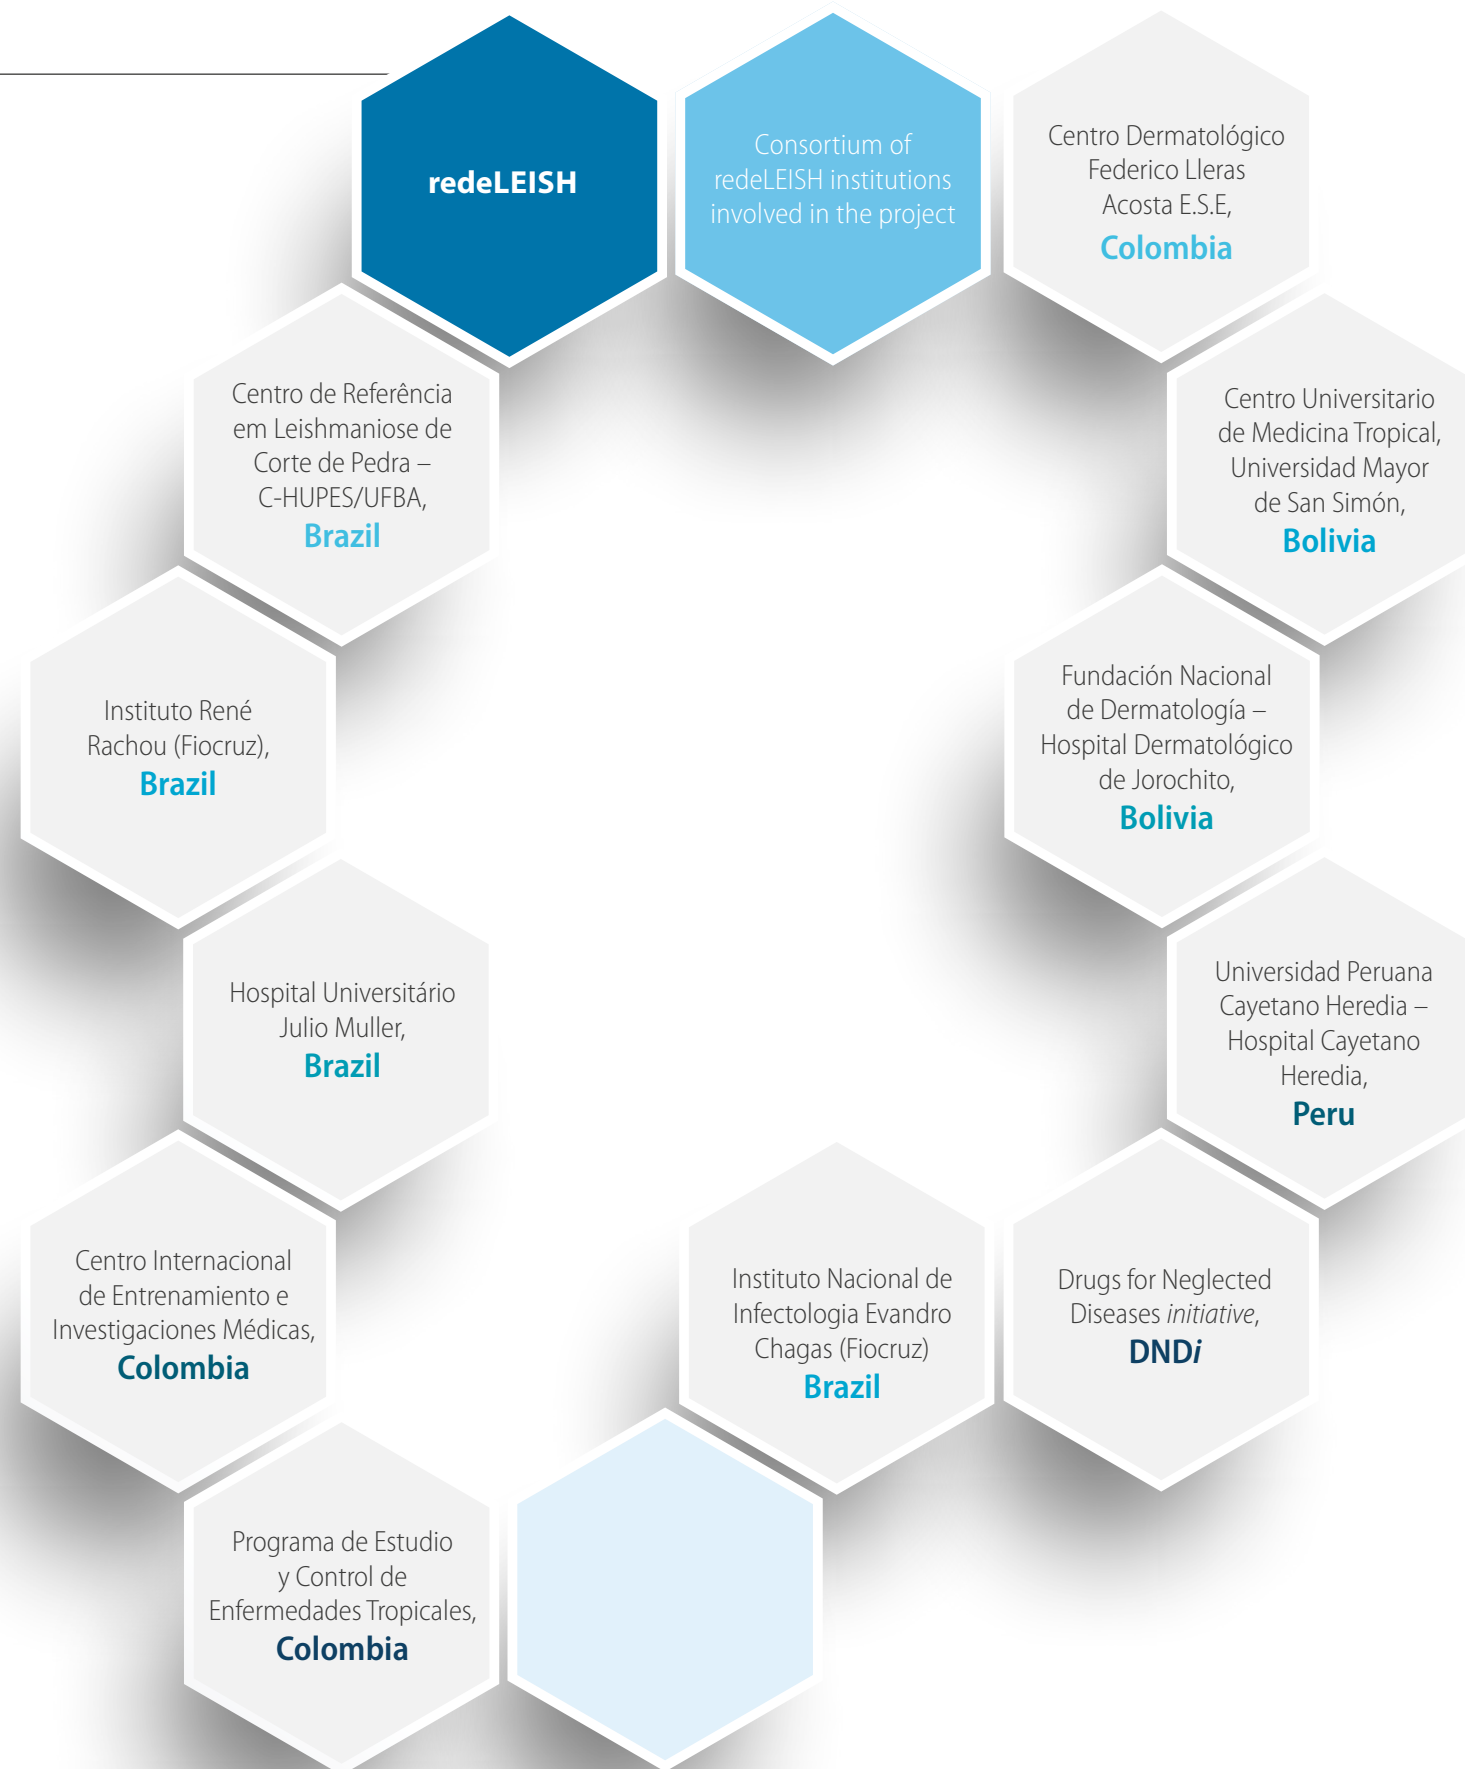 redeLEISH
Consortium of
redeLEISH institutions
involved in the project
Centro Dermatológico
Federico Lleras
Acosta E.S.E,
Colombia
Centro de Referência
em Leishmaniose de
Corte de Pedra –
C-HUPES/UFBA,
Brazil
Centro Universitario
de Medicina Tropical,
Universidad Mayor
de San Simón,
Bolivia
Instituto René
Rachou (Fiocruz),
Brazil
Fundación Nacional
de Dermatología –
Hospital Dermatológico
de Jorochito,
Bolivia
Hospital Universitário
Julio Muller,
Brazil
Universidad Peruana
Cayetano Heredia –
Hospital Cayetano
Heredia,
Peru
Centro Internacional
de Entrenamiento e
Investigaciones Médicas,
Colombia
Instituto Nacional de
Infectologia Evandro
Chagas (Fiocruz)
Brazil
Drugs for Neglected
Diseases initiative,
DNDi
Programa de Estudio
y Control de
Enfermedades Tropicales,
Colombia